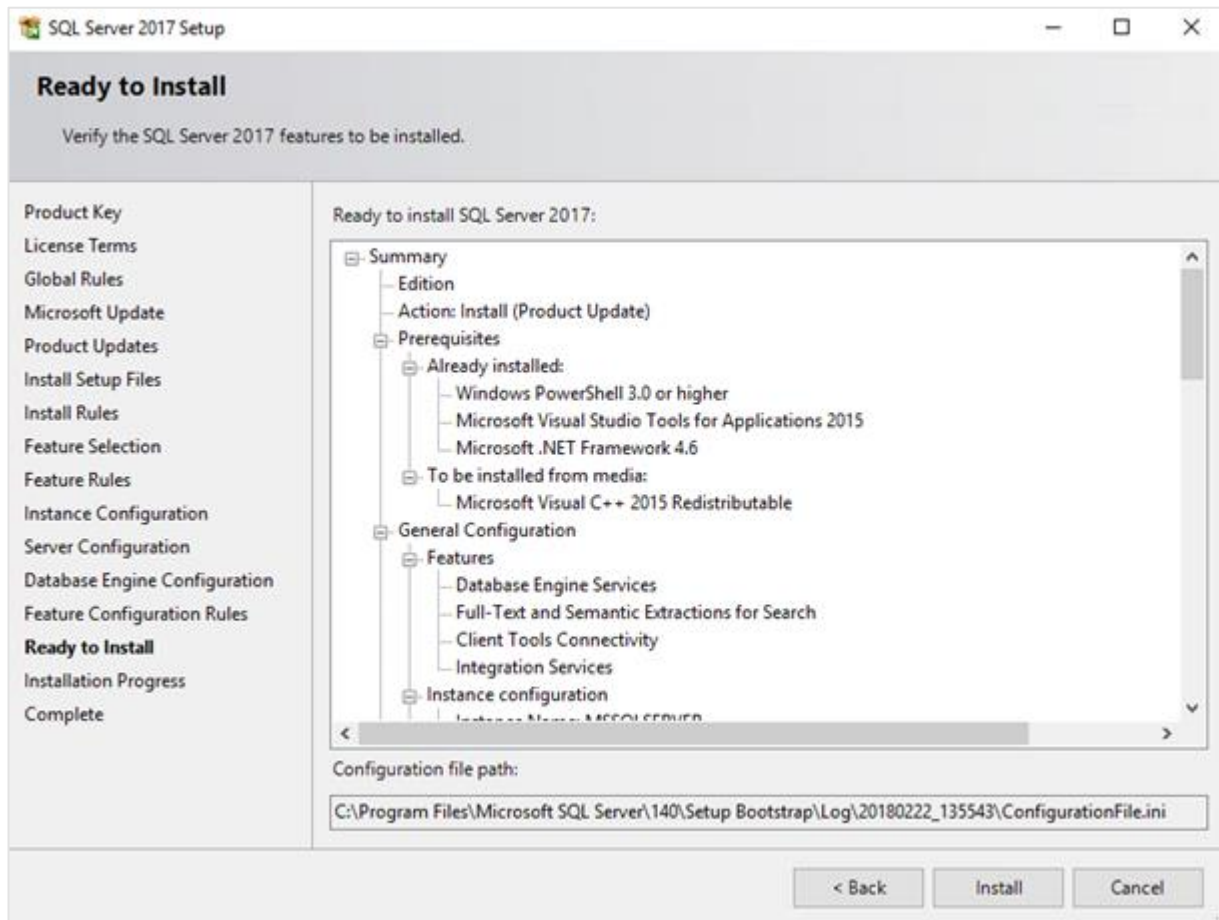 SQL Server 2017 Setup
Ready to Install
Verify the SQL Server 2017 features to be installed.
Product Key
License Terms
Global Rules
Microsoft Update
Product Updates
Install Setup Files
Install Rules
Feature Selection
Feature Rules
Instance Configuration
Server Configuration
Database Engine Configuration
Feature Configuration Rules
Ready to Install
Installation Progress
Complete
Ready to install SQL Server 2017:
Summary
Edition
Action: Install (Product Update)
Prerequisites
Already installed:
Windows PowerShell 3.0 or higher
Microsoft Visual Studio Tools for Applications 2015
Microsoft .NET Framework 4.6
To be installed from media:
Microsoft Visual C++ 2015 Redistributable
General Configuration
Features
Database Engine Services
Full-Text and Semantic Extractions for Search
Client Tools Connectivity
Integration Services
Instance configuration
Instance Name: MSSQLSERVER
Configuration file path:
C:\Program Files\Microsoft SQL Server\140\Setup Bootstrap\Log\20180222_135543\ConfigurationFile.ini
< Back
Install
Cancel